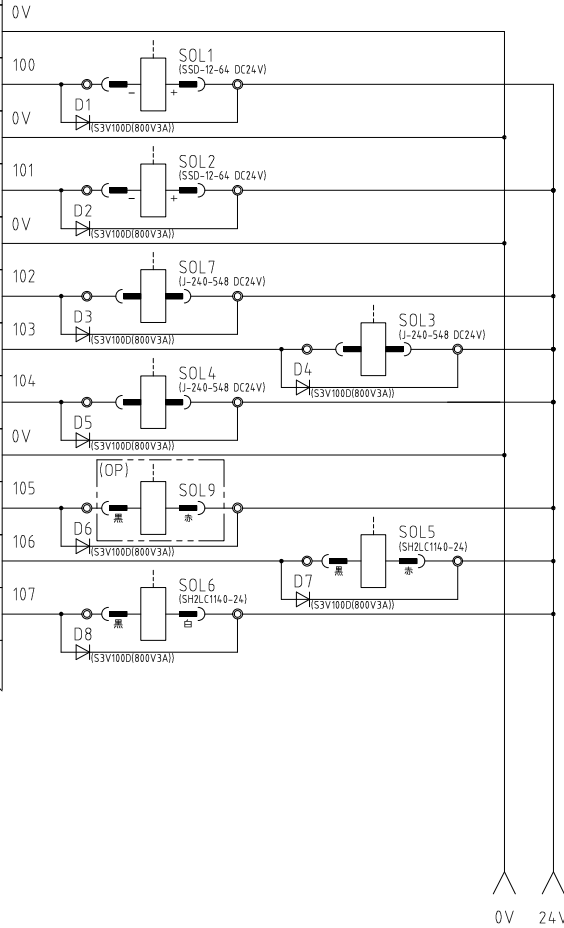 0V
100
SOL1
(SSD-12-64 DC24V)
- +
D1
(S3V100D(800V3A))
0V
101
SOL2
(SSD-12-64 DC24V)
- +
D2
(S3V100D(800V3A))
0V
102
SOL7
(J-240-548 DC24V)
D3
(S3V100D(800V3A))
103
SOL3
(J-240-548 DC24V)
D4
(S3V100D(800V3A))
104
SOL4
(J-240-548 DC24V)
D5
(S3V100D(800V3A))
0V
(OP)
105
SOL9
黒 赤
D6
(S3V100D(800V3A))
106
SOL5
(SH2LC1140-24)
黒 赤
D7
(S3V100D(800V3A))
107
SOL6
(SH2LC1140-24)
黒 白
D8
(S3V100D(800V3A))
0V 24V